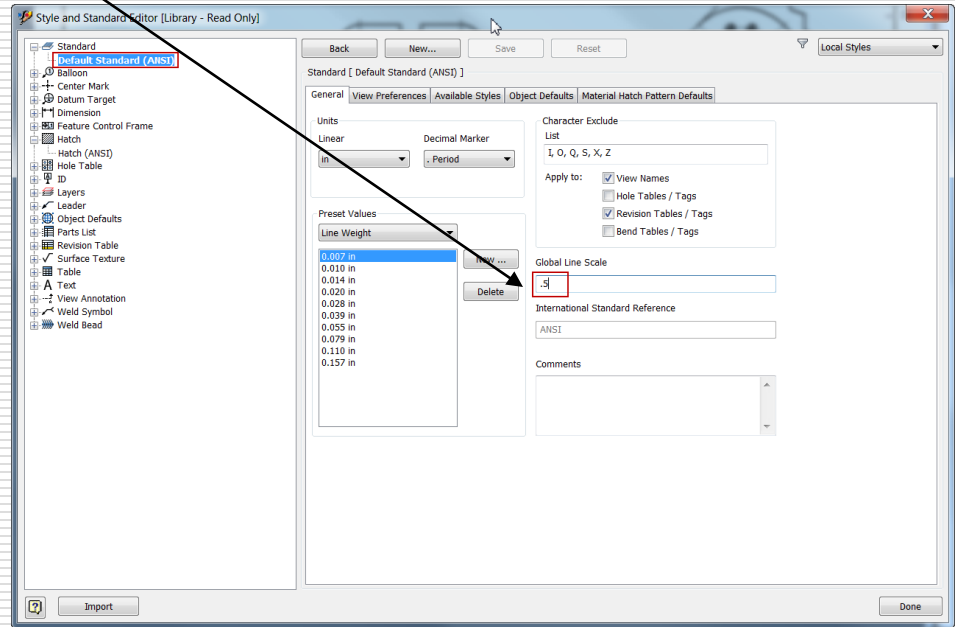 Style and Standard Editor [Library - Read Only]
Standard
Default Standard (ANSI)
Balloon
Center Mark
Datum Target
Dimension
Feature Control Frame
Hatch
Hatch (ANSI)
Hole Table
ID
Layers
Leader
Object Defaults
Parts List
Revision Table
Surface Texture
Table
Text
View Annotation
Weld Symbol
Weld Bead
Back New... Save Reset Local Styles
Standard [ Default Standard (ANSI) ]
General View Preferences Available Styles Object Defaults Material Hatch Pattern Defaults
Units
Linear Decimal Marker
in . Period
Preset Values
Line Weight
0.007 in
0.010 in
0.014 in
0.020 in
0.028 in
0.039 in
0.055 in
0.079 in
0.110 in
0.157 in
New ...
Delete
Character Exclude
List
I, O, Q, S, X, Z
Apply to: View Names
Hole Tables / Tags
Revision Tables / Tags
Bend Tables / Tags
Global Line Scale
.5
International Standard Reference
ANSI
Comments
Import Done